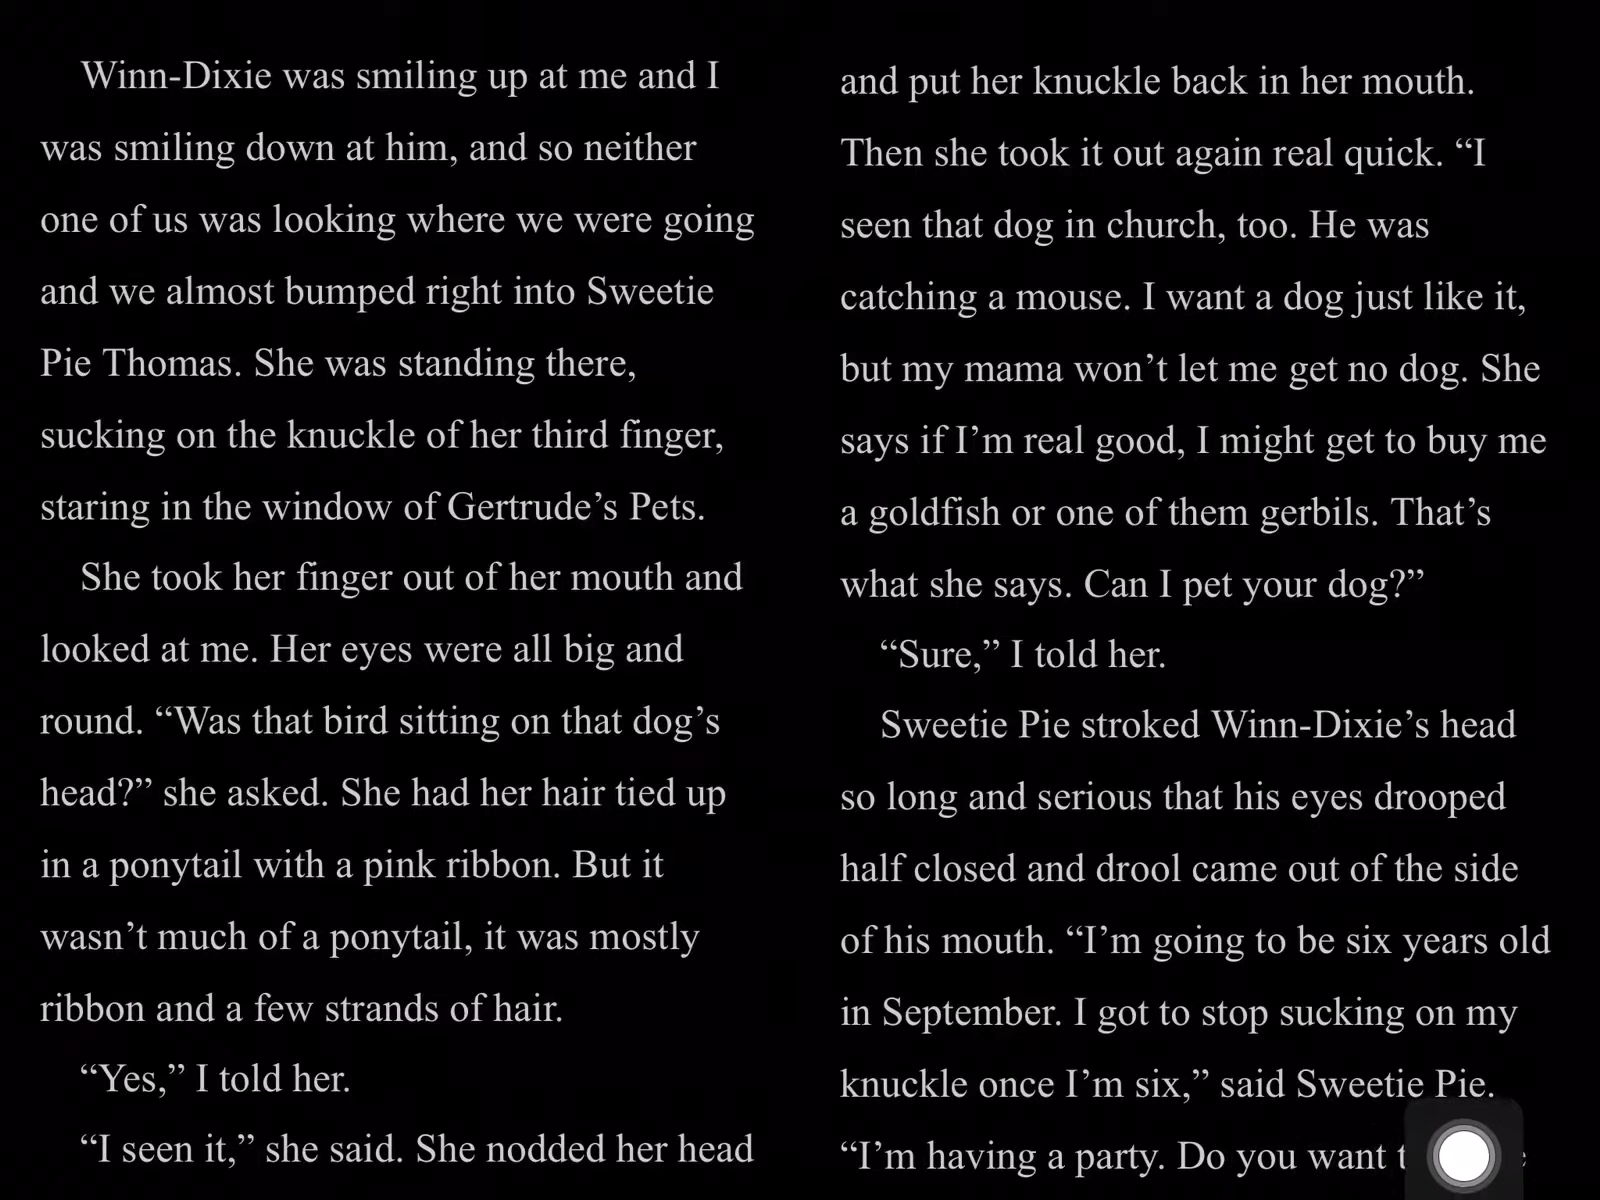 Winn-Dixie was smiling up at me and I
was smiling down at him, and so neither
one of us was looking where we were going
and we almost bumped right into Sweetie
Pie Thomas. She was standing there,
sucking on the knuckle of her third finger,
staring in the window of Gertrude’s Pets.
She took her finger out of her mouth and
looked at me. Her eyes were all big and
round. “Was that bird sitting on that dog’s
head?” she asked. She had her hair tied up
in a ponytail with a pink ribbon. But it
wasn’t much of a ponytail, it was mostly
ribbon and a few strands of hair.
“Yes,” I told her.
“I seen it,” she said. She nodded her head
and put her knuckle back in her mouth.
Then she took it out again real quick. “I
seen that dog in church, too. He was
catching a mouse. I want a dog just like it,
but my mama won’t let me get no dog. She
says if I’m real good, I might get to buy me
a goldfish or one of them gerbils. That’s
what she says. Can I pet your dog?”
“Sure,” I told her.
Sweetie Pie stroked Winn-Dixie’s head
so long and serious that his eyes drooped
half closed and drool came out of the side
of his mouth. “I’m going to be six years old
in September. I got to stop sucking on my
knuckle once I’m six,” said Sweetie Pie.
“I’m having a party. Do you want